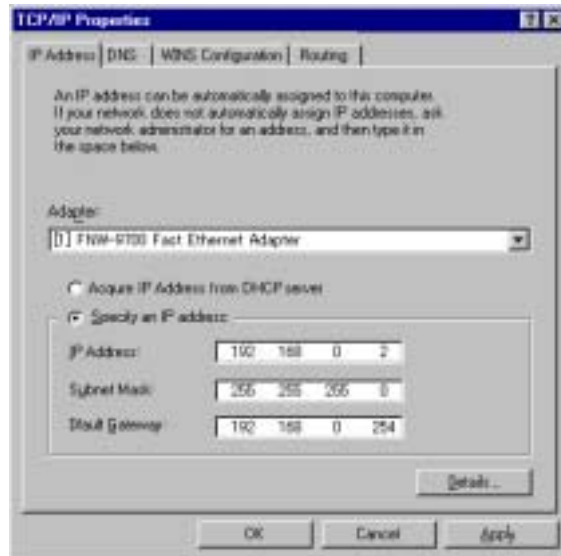 TCP/IP Properties
IP Address DNS WINS Configuration Routing
An IP address can be automatically assigned to this computer.
If your network does not automatically assign IP addresses, ask
your network administrator for an address, and then type it in
the space below.
Adapter:
[1] FNW-9700 Fast Ethernet Adapter
Acqure IP Address from DHCP server
Specify an IP address:
IP Address: 192 168 0 2
Subnet Mask: 255 255 255 0
Dfault Gateway: 192 168 0 254
Details...
OK Cancel Apply